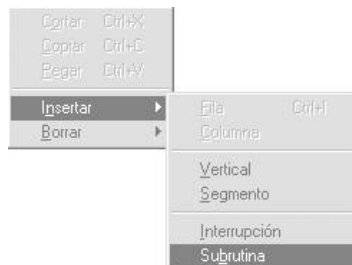 Cortar Ctrl+X
Copiar Ctrl+C
Pegar Ctrl+V
Insertar
Borrar
Fila Ctrl+I
Columna
Vertical
Segmento
Interrupción
Subrutina